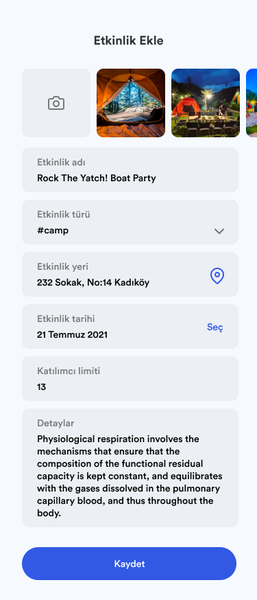 Etkinlik Ekle
Etkinlik adı
Rock The Yatch! Boat Party
Etkinlik türü
#camp
Etkinlik yeri
232 Sokak, No:14 Kadıköy
Etkinlik tarihi
21 Temmuz 2021
Seç
Katılımcı limiti
13
Detaylar
Physiological respiration involves the
mechanisms that ensure that the
composition of the functional residual
capacity is kept constant, and equilibrates
with the gases dissolved in the pulmonary
capillary blood, and thus throughout the
body.
Kaydet